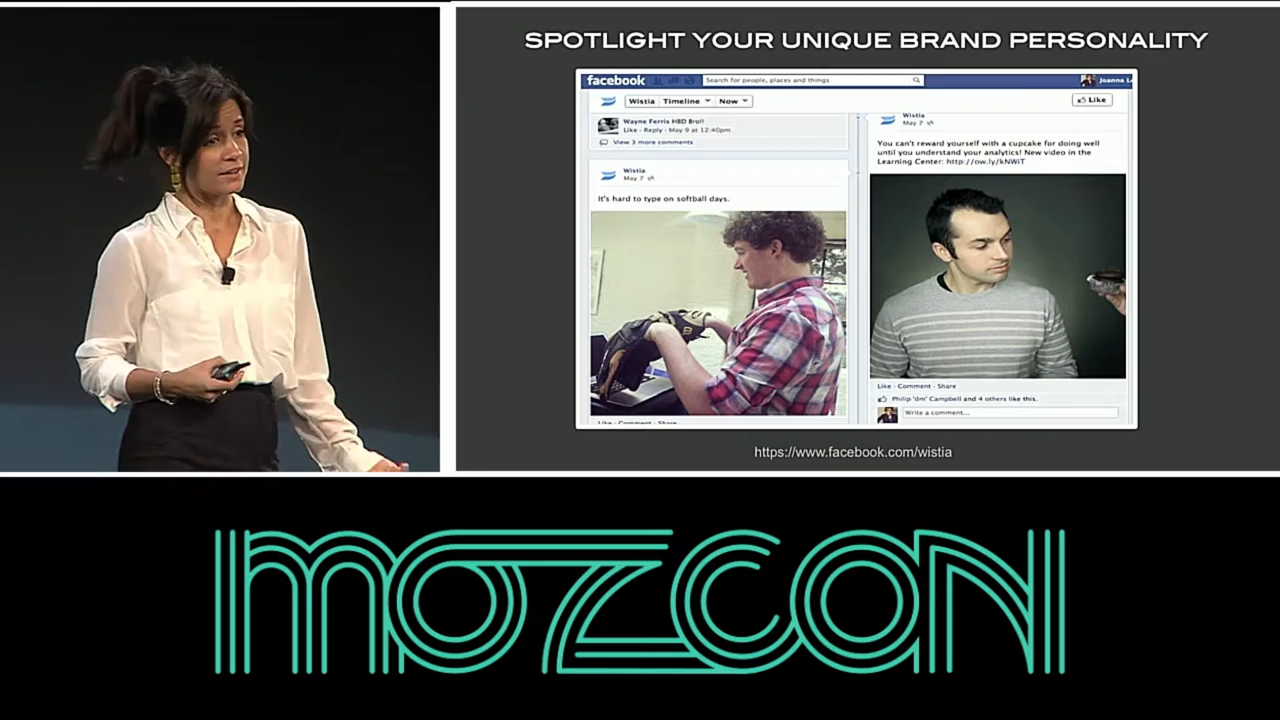 SPOTLIGHT YOUR UNIQUE BRAND PERSONALITY
facebook
Search for people, places and things
Joanna L
Wistia
Timeline
Now
Like
Wayne Ferris HBD Bro!!
Like · Reply · May 9 at 12:40pm
View 3 more comments
Wistia
May 7
It's hard to type on softball days.
Like · Comment · Share
Wistia
May 7
You can't reward yourself with a cupcake for doing well
until you understand your analytics! New video in the
Learning Center: http://ow.ly/kNWiT
Like · Comment · Share
Philip 'dm' Campbell and 4 others like this.
Write a comment...
https://www.facebook.com/wistia
mozcon